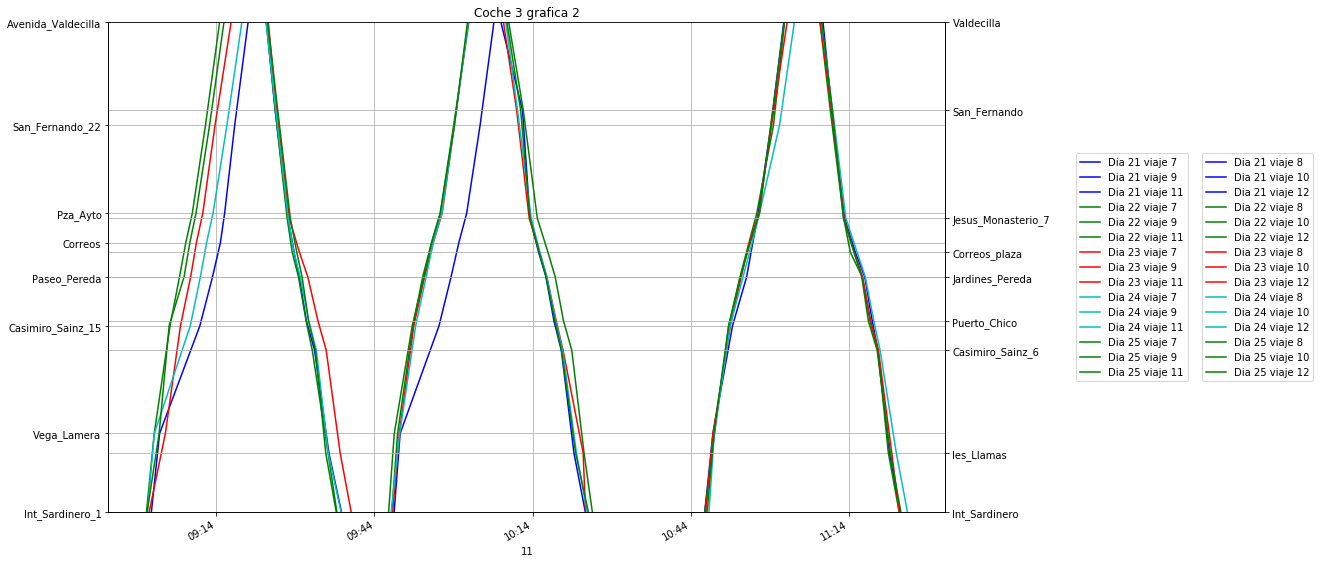 Coche 3 grafica 2
Avenida_Valdecilla
San_Fernando_22
Pza_Ayto
Correos
Paseo_Pereda
Casimiro_Sainz_15
Vega_Lamera
Int_Sardinero_1
Valdecilla
San_Fernando
Jesus_Monasterio_7
Correos_plaza
Jardines_Pereda
Puerto_Chico
Casimiro_Sainz_6
Ies_Llamas
Int_Sardinero
09:14
09:44
10:14
10:44
11:14
11
Dia 21 viaje 7
Dia 21 viaje 9
Dia 21 viaje 11
Dia 22 viaje 7
Dia 22 viaje 9
Dia 22 viaje 11
Dia 23 viaje 7
Dia 23 viaje 9
Dia 23 viaje 11
Dia 24 viaje 7
Dia 24 viaje 9
Dia 24 viaje 11
Dia 25 viaje 7
Dia 25 viaje 9
Dia 25 viaje 11
Dia 21 viaje 8
Dia 21 viaje 10
Dia 21 viaje 12
Dia 22 viaje 8
Dia 22 viaje 10
Dia 22 viaje 12
Dia 23 viaje 8
Dia 23 viaje 10
Dia 23 viaje 12
Dia 24 viaje 8
Dia 24 viaje 10
Dia 24 viaje 12
Dia 25 viaje 8
Dia 25 viaje 10
Dia 25 viaje 12